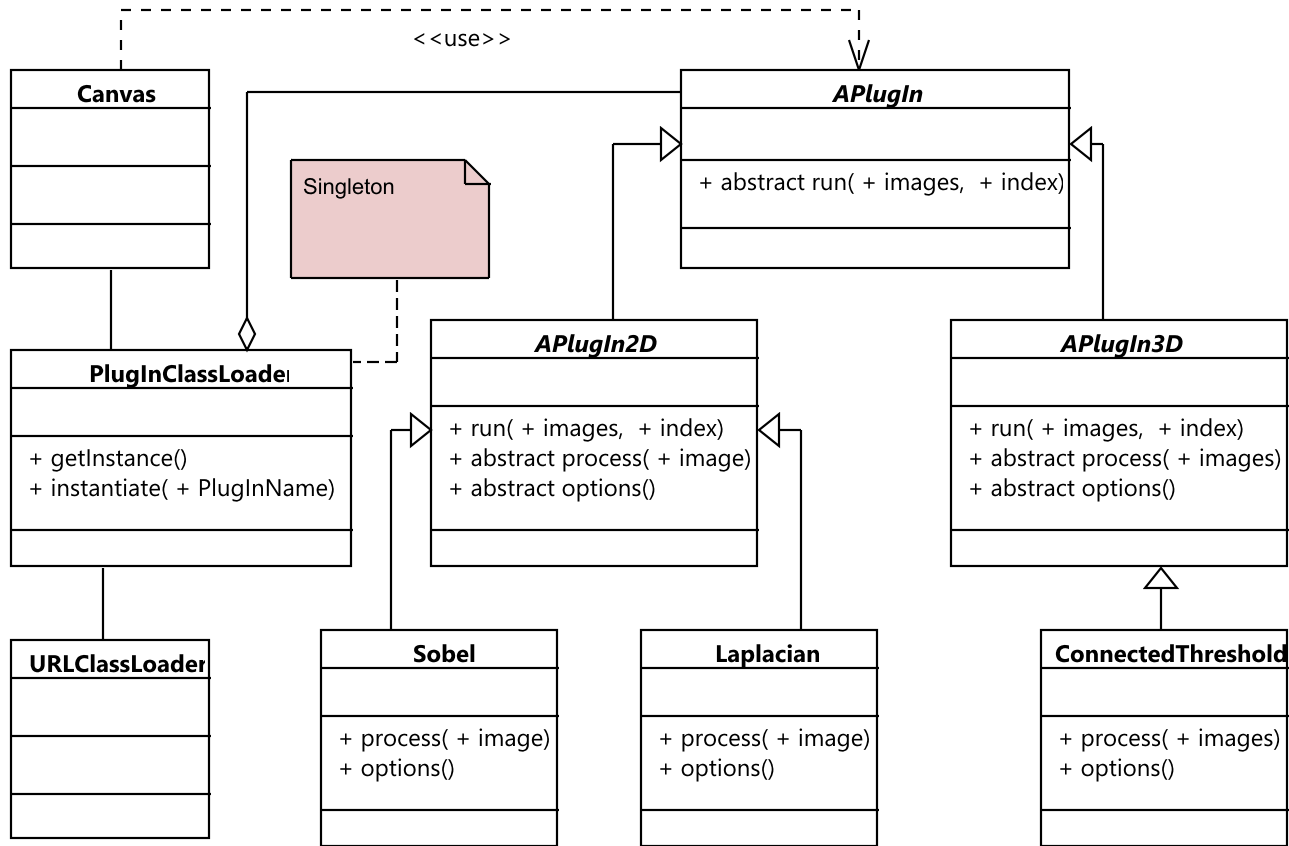 <<use>>
Canvas
APlugIn
+ abstract run( + images,  + index)
Singleton
PlugInClassLoader
+ getInstance()
+ instantiate( + PlugInName)
APlugIn2D
+ run( + images,  + index)
+ abstract process( + image)
+ abstract options()
APlugIn3D
+ run( + images,  + index)
+ abstract process( + images)
+ abstract options()
URLClassLoader
Sobel
+ process( + image)
+ options()
Laplacian
+ process( + image)
+ options()
ConnectedThreshold
+ process( + images)
+ options()